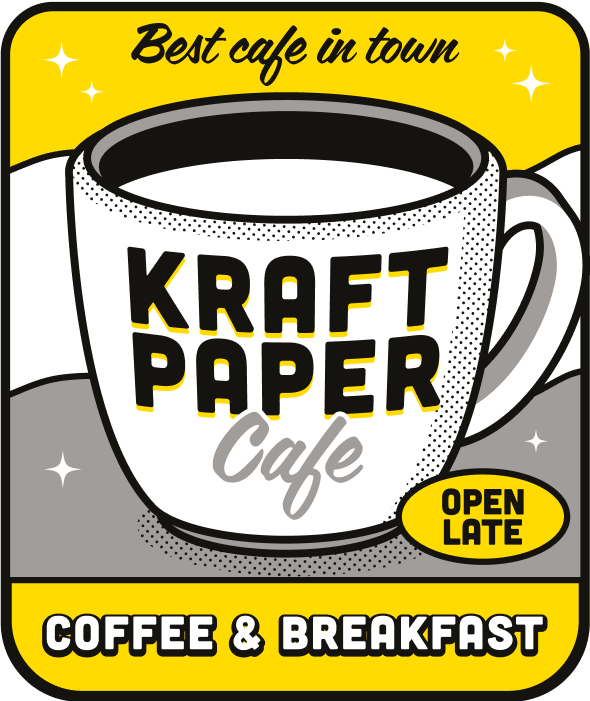 Best cafe in town
KRAFT
PAPER
Cafe
OPEN
LATE
COFFEE & BREAKFAST